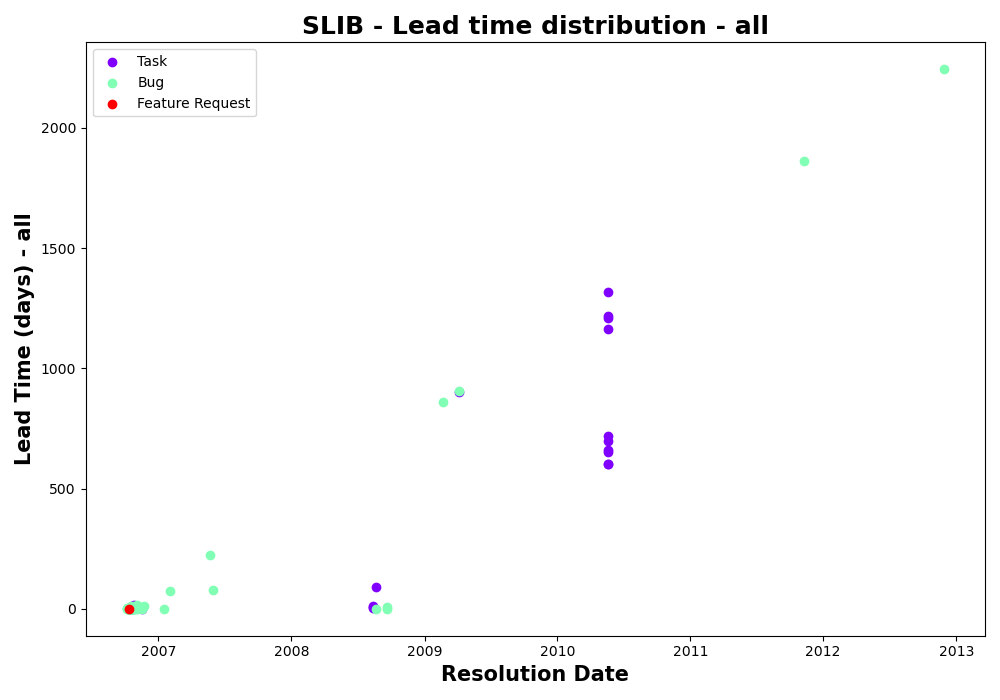 SLIB - Lead time distribution - all
Task
Bug
Feature Request
Lead Time (days) - all
2000
1500
1000
500
0
2007 2008 2009 2010 2011 2012 2013
Resolution Date